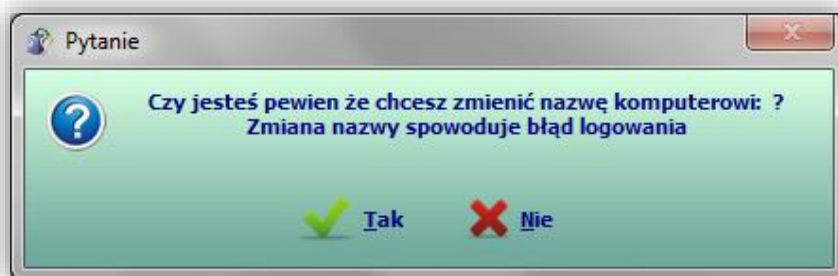 Pytanie
Czy jesteś pewien że chcesz zmienić nazwę komputerowi:  ?
Zmiana nazwy spowoduje błąd logowania
Tak Nie